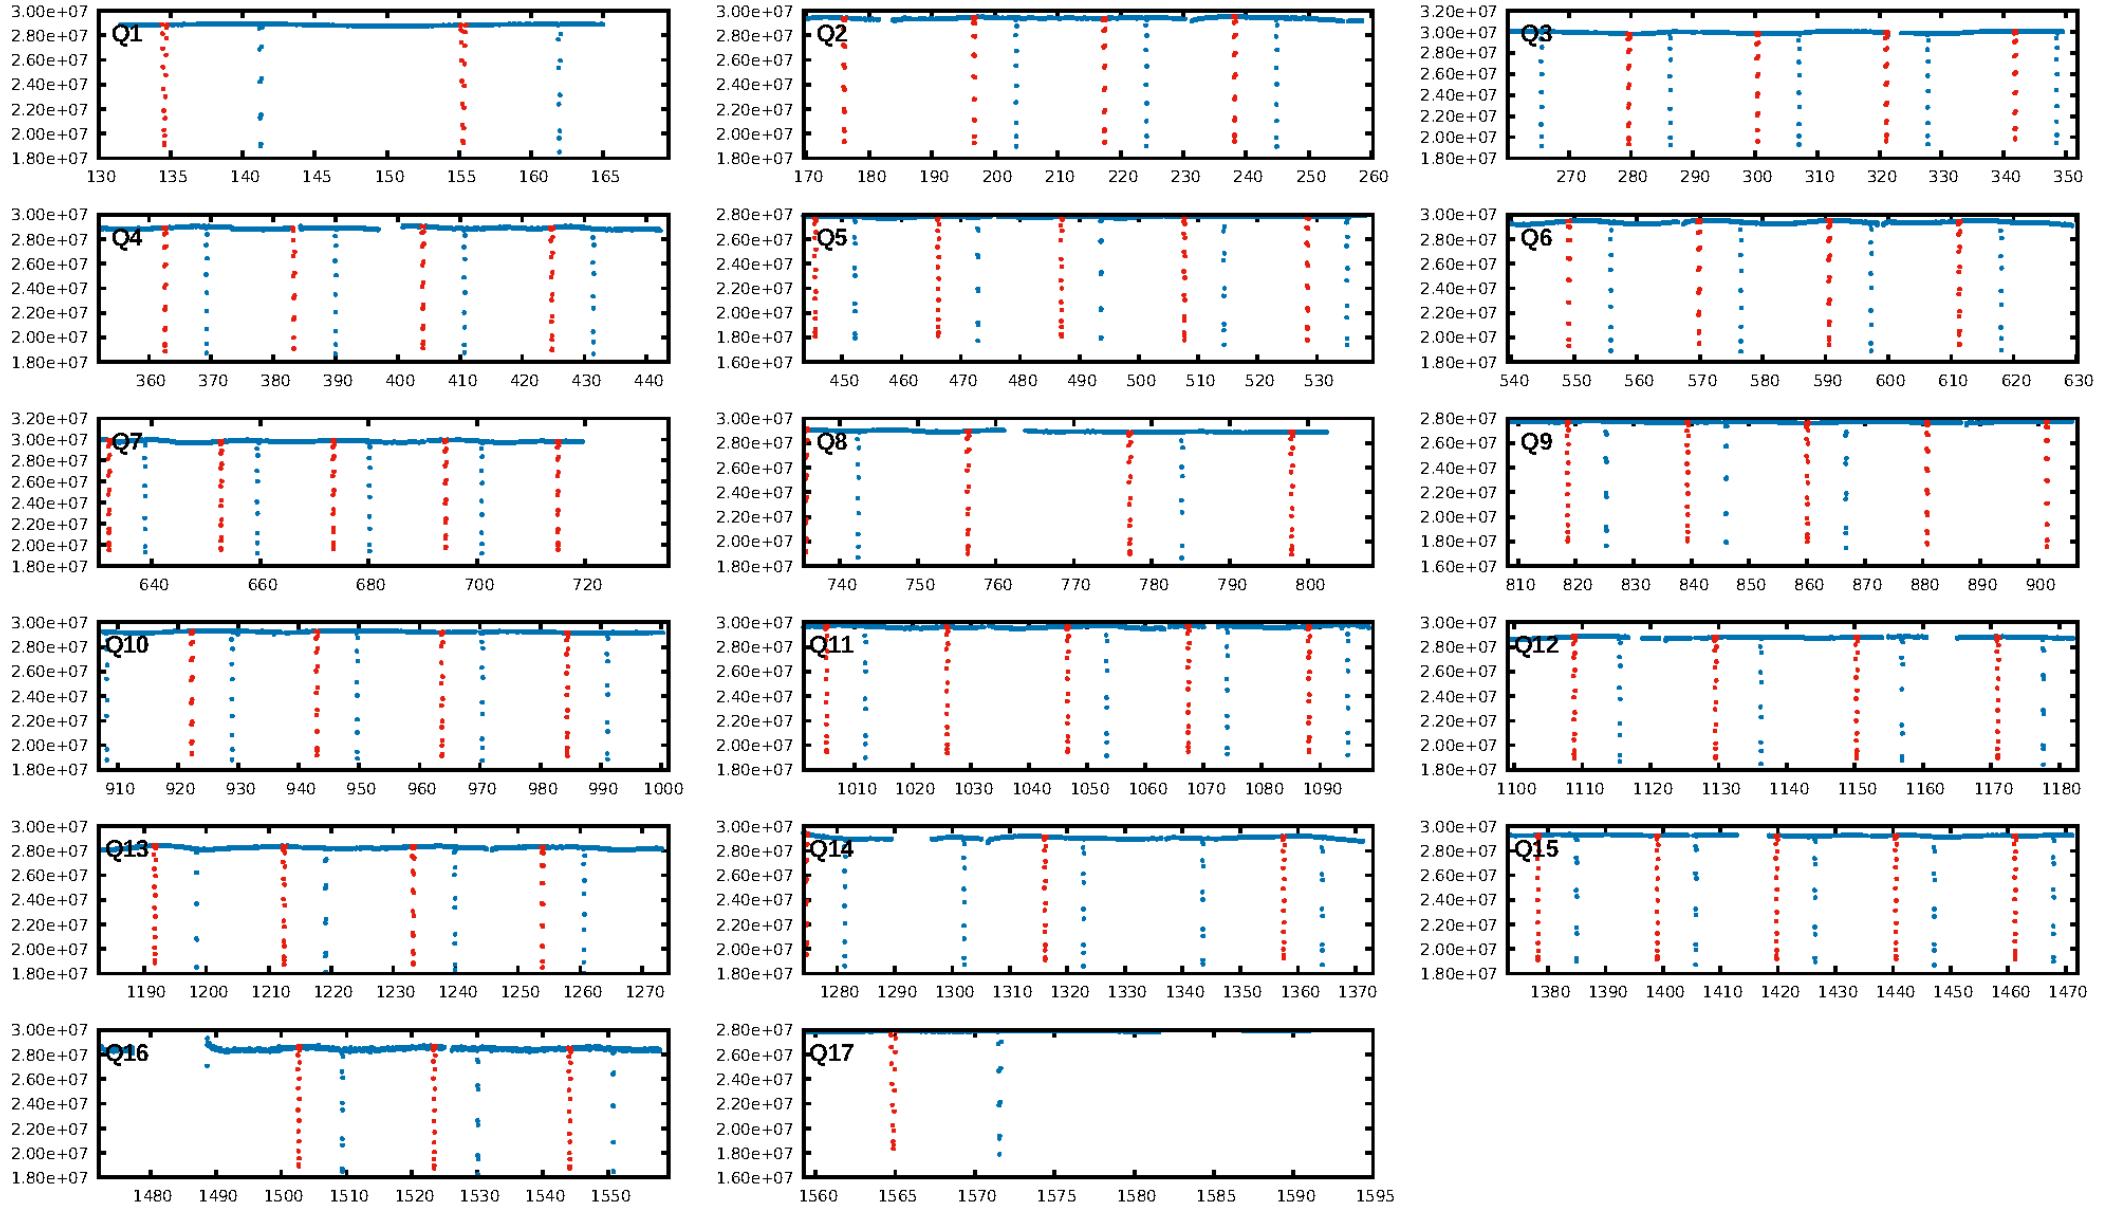 3.00e+07 2.80e+07 2.60e+07 2.40e+07 2.20e+07 2.00e+07 1.80e+07
Q1
130 135 140 145 150 155 160 165
3.00e+07 2.80e+07 2.60e+07 2.40e+07 2.20e+07 2.00e+07 1.80e+07
Q2
170 180 190 200 210 220 230 240 250 260
3.20e+07 3.00e+07 2.80e+07 2.60e+07 2.40e+07 2.20e+07 2.00e+07 1.80e+07
Q3
270 280 290 300 310 320 330 340 350
3.00e+07 2.80e+07 2.60e+07 2.40e+07 2.20e+07 2.00e+07 1.80e+07
Q4
360 370 380 390 400 410 420 430 440
2.80e+07 2.60e+07 2.40e+07 2.20e+07 2.00e+07 1.80e+07 1.60e+07
Q5
450 460 470 480 490 500 510 520 530
3.00e+07 2.80e+07 2.60e+07 2.40e+07 2.20e+07 2.00e+07 1.80e+07
Q6
540 550 560 570 580 590 600 610 620 630
3.20e+07 3.00e+07 2.80e+07 2.60e+07 2.40e+07 2.20e+07 2.00e+07 1.80e+07
Q7
640 660 680 700 720
3.00e+07 2.80e+07 2.60e+07 2.40e+07 2.20e+07 2.00e+07 1.80e+07
Q8
740 750 760 770 780 790 800
2.80e+07 2.60e+07 2.40e+07 2.20e+07 2.00e+07 1.80e+07 1.60e+07
Q9
810 820 830 840 850 860 870 880 890 900
3.00e+07 2.80e+07 2.60e+07 2.40e+07 2.20e+07 2.00e+07 1.80e+07
Q10
910 920 930 940 950 960 970 980 990 1000
3.00e+07 2.80e+07 2.60e+07 2.40e+07 2.20e+07 2.00e+07 1.80e+07
Q11
1010 1020 1030 1040 1050 1060 1070 1080 1090
3.00e+07 2.80e+07 2.60e+07 2.40e+07 2.20e+07 2.00e+07 1.80e+07
Q12
1100 1110 1120 1130 1140 1150 1160 1170 1180
3.00e+07 2.80e+07 2.60e+07 2.40e+07 2.20e+07 2.00e+07 1.80e+07
Q13
1190 1200 1210 1220 1230 1240 1250 1260 1270
3.00e+07 2.80e+07 2.60e+07 2.40e+07 2.20e+07 2.00e+07 1.80e+07
Q14
1280 1290 1300 1310 1320 1330 1340 1350 1360 1370
3.00e+07 2.80e+07 2.60e+07 2.40e+07 2.20e+07 2.00e+07 1.80e+07
Q15
1380 1390 1400 1410 1420 1430 1440 1450 1460 1470
3.00e+07 2.80e+07 2.60e+07 2.40e+07 2.20e+07 2.00e+07 1.80e+07
Q16
1480 1490 1500 1510 1520 1530 1540 1550
2.80e+07 2.60e+07 2.40e+07 2.20e+07 2.00e+07 1.80e+07 1.60e+07
Q17
1560 1565 1570 1575 1580 1585 1590 1595